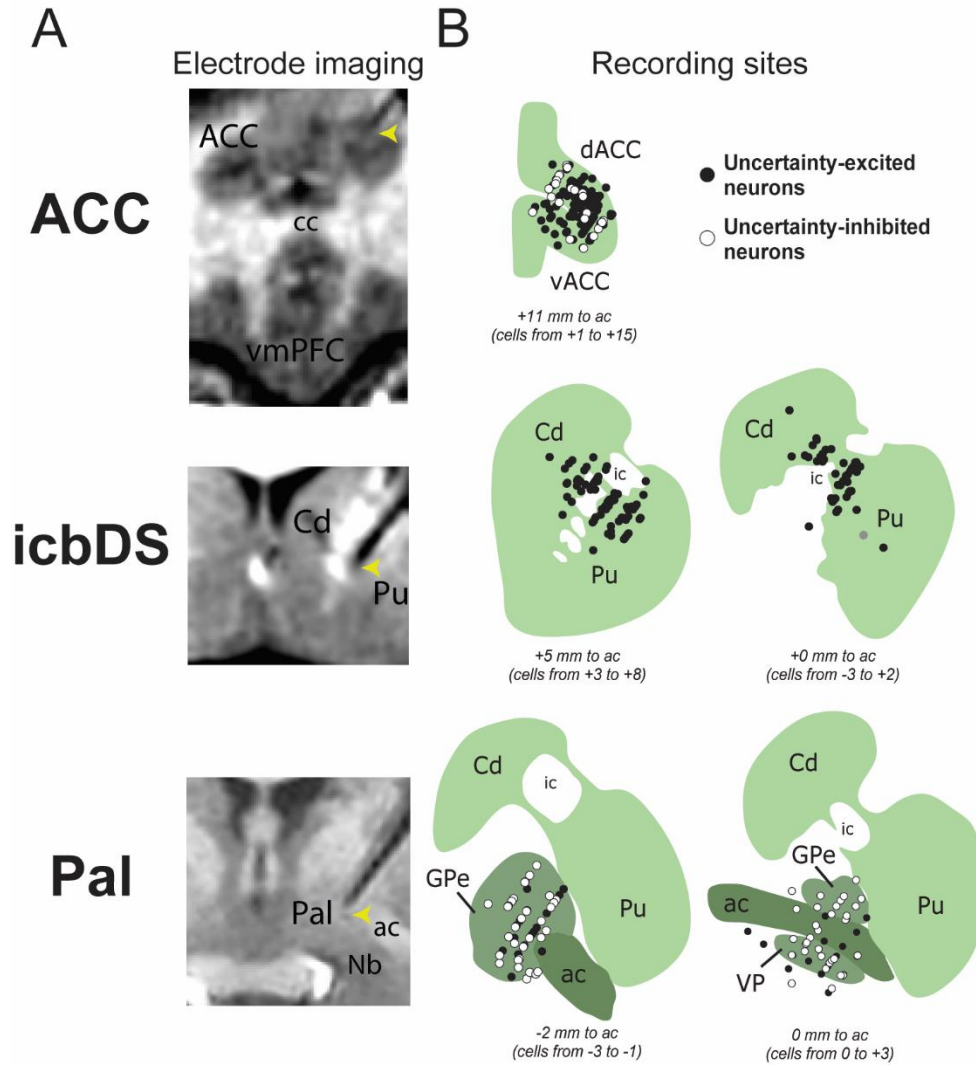 A
B
Electrode imaging
Recording sites
ACC
ACC
cc
vmPFC
dACC
vACC
Uncertainty-excited
neurons
Uncertainty-inhibited
neurons
+11 mm to ac
(cells from +1 to +15)
icbDS
Cd
Pu
Cd
ic
Pu
+5 mm to ac
(cells from +3 to +8)
Cd
ic
Pu
+0 mm to ac
(cells from -3 to +2)
Pal
Pal
ac
Nb
Cd
ic
GPe
Pu
ac
-2 mm to ac
(cells from -3 to -1)
Cd
ic
GPe
ac
Pu
VP
0 mm to ac
(cells from 0 to +3)